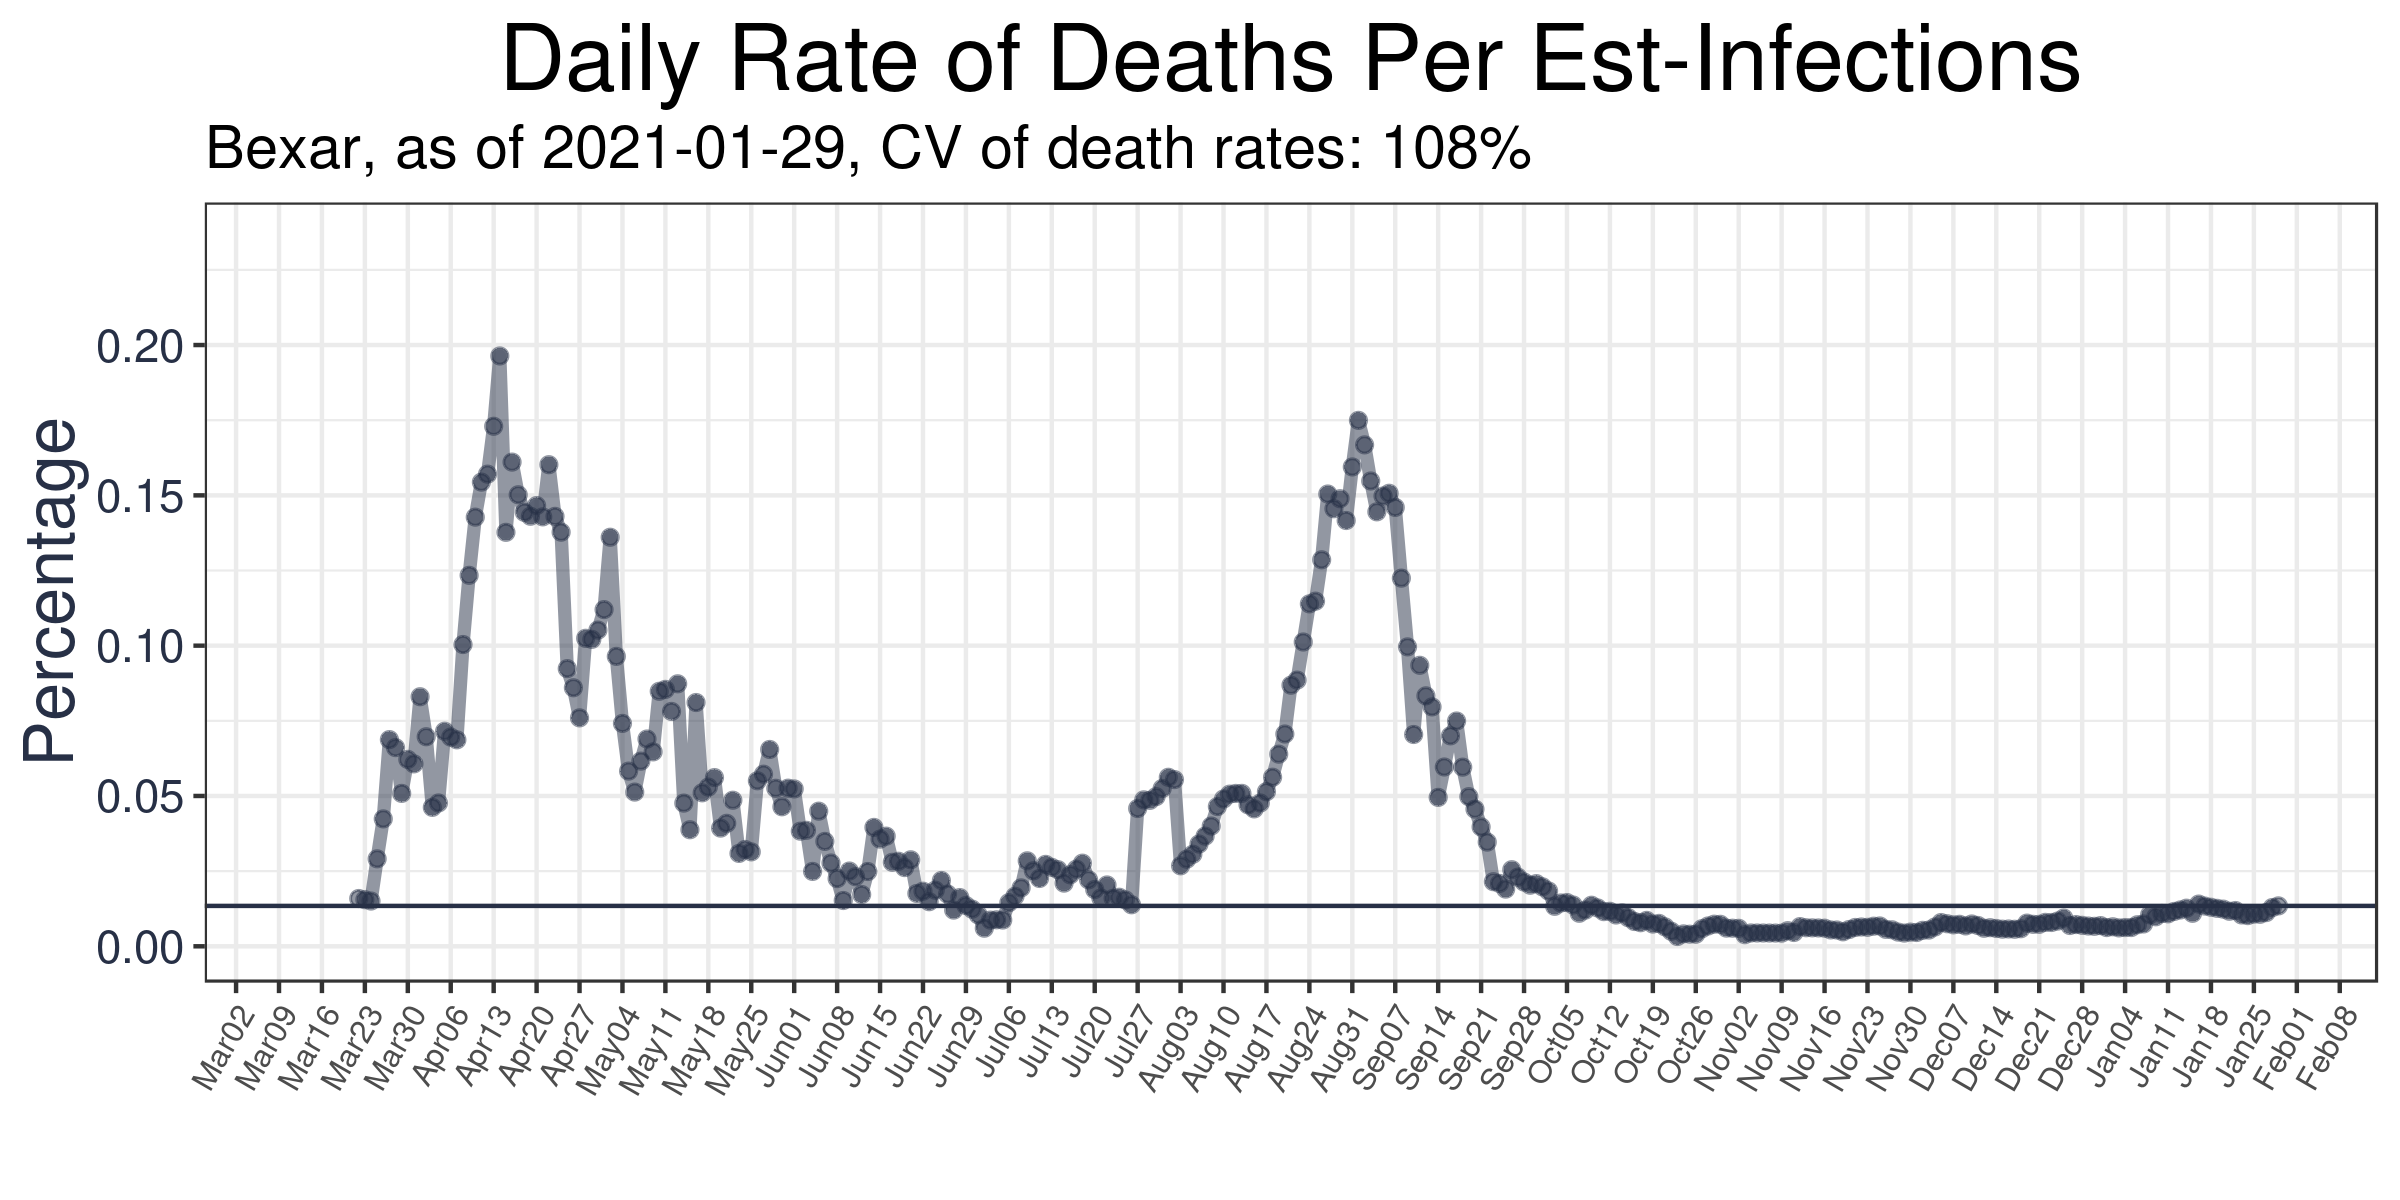 Daily Rate of Deaths Per Est-Infections
Bexar, as of 2021-01-29, CV of death rates: 108%
Percentage
0.20
0.15
0.10
0.05
0.00
Mar02
Mar09
Mar16
Mar23
Mar30
Apr06
Apr13
Apr20
Apr27
May04
May11
May18
May25
Jun01
Jun08
Jun15
Jun22
Jun29
Jul06
Jul13
Jul20
Jul27
Aug03
Aug10
Aug17
Aug24
Aug31
Sep07
Sep14
Sep21
Sep28
Oct05
Oct12
Oct19
Oct26
Nov02
Nov09
Nov16
Nov23
Nov30
Dec07
Dec14
Dec21
Dec28
Jan04
Jan11
Jan18
Jan25
Feb01
Feb08